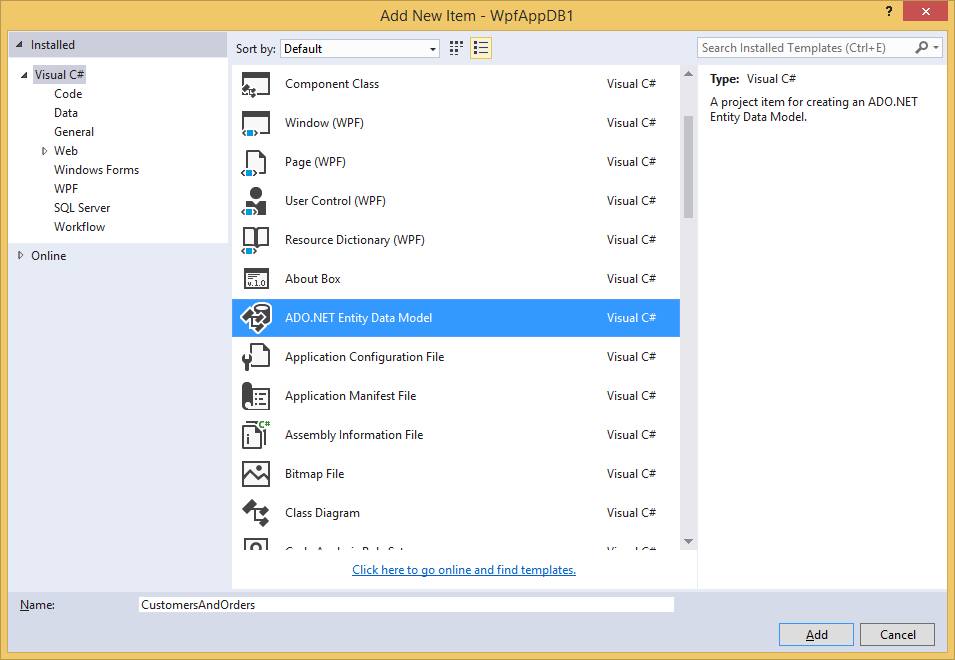 Add New Item - WpfAppDB1
?
Installed
Sort by: Default
Search Installed Templates (Ctrl+E)
Visual C#
Code
Data
General
Web
Windows Forms
WPF
SQL Server
Workflow
Online
Component Class Visual C#
Window (WPF) Visual C#
Page (WPF) Visual C#
User Control (WPF) Visual C#
Resource Dictionary (WPF) Visual C#
v.1.0 About Box Visual C#
ADO.NET Entity Data Model Visual C#
Application Configuration File Visual C#
Application Manifest File Visual C#
C# Assembly Information File Visual C#
Bitmap File Visual C#
Class Diagram Visual C#
Click here to go online and find templates.
Type: Visual C#
A project item for creating an ADO.NET
Entity Data Model.
Name: CustomersAndOrders
Add Cancel